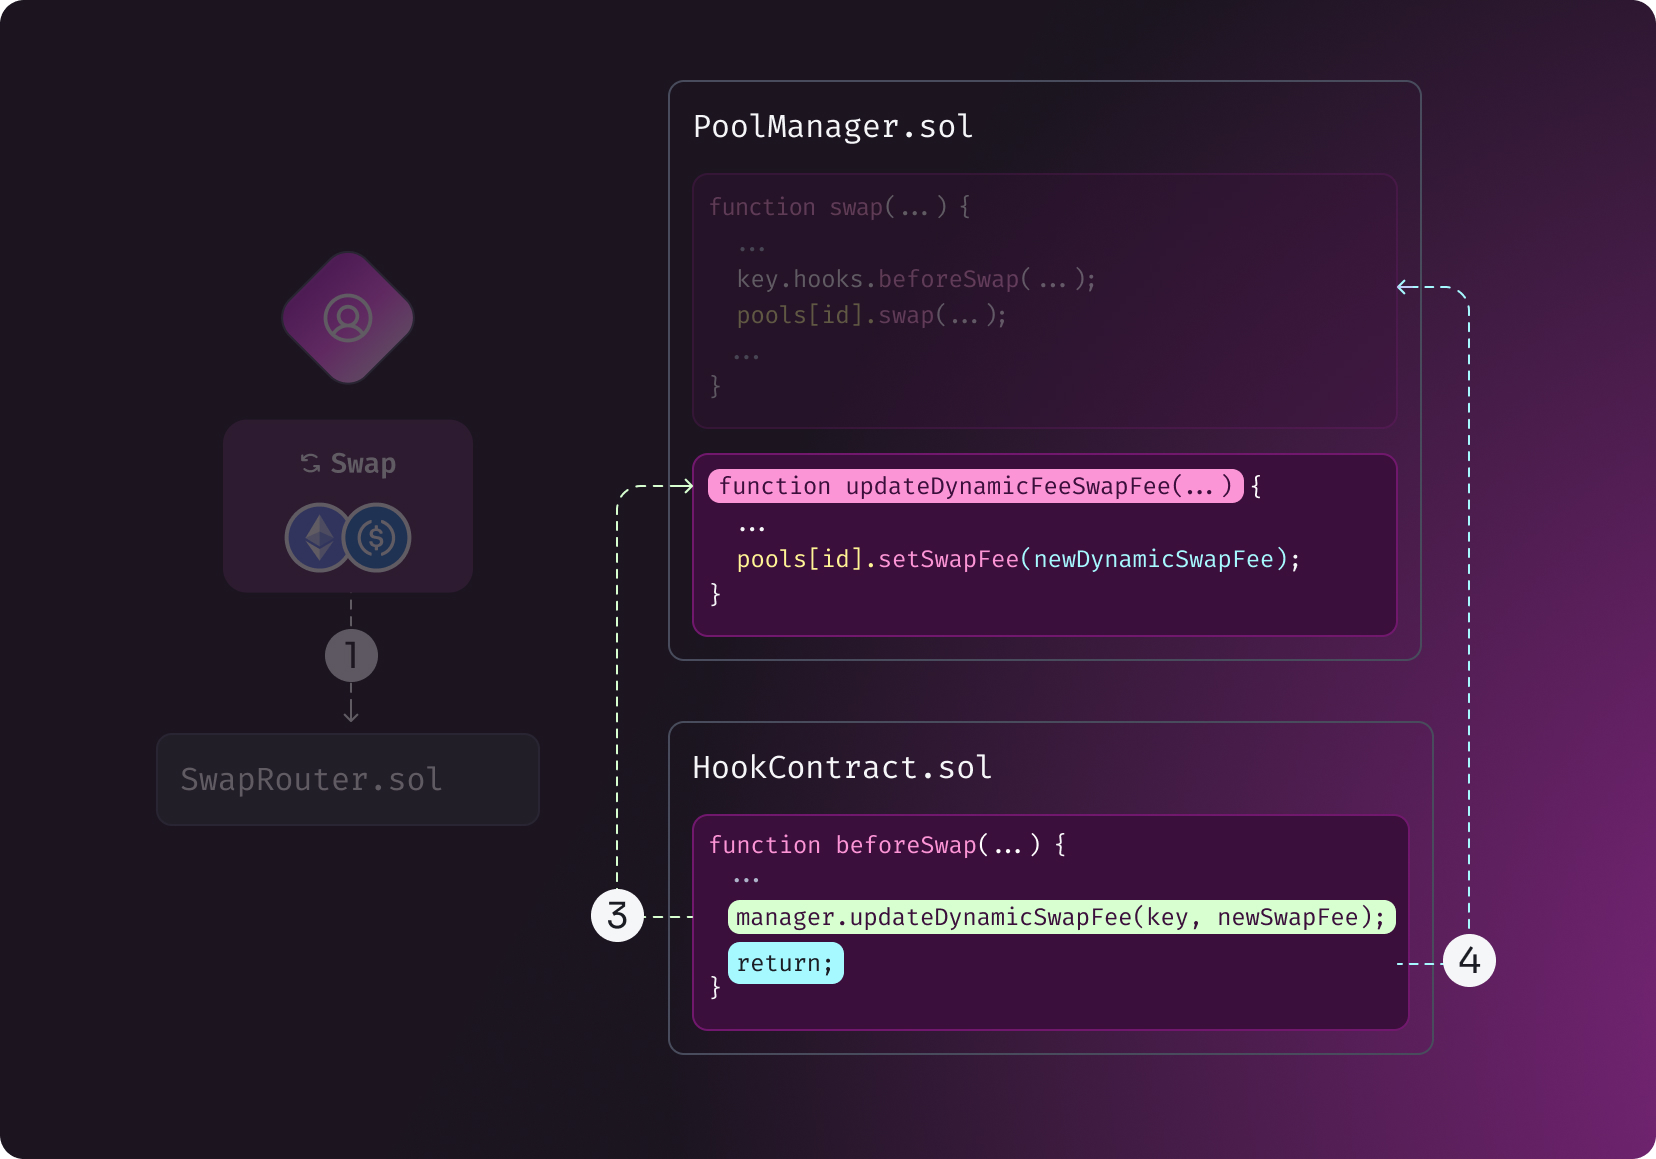 Swap
1
SwapRouter.sol
PoolManager.sol
function swap(...) {
...
key.hooks.beforeSwap(...);
pools[id].swap(...);
...
}
function updateDynamicFeeSwapFee(...) {
...
pools[id].setSwapFee(newDynamicSwapFee);
}
HookContract.sol
function beforeSwap(...) {
...
manager.updateDynamicSwapFee(key, newSwapFee);
return;
}
3
4